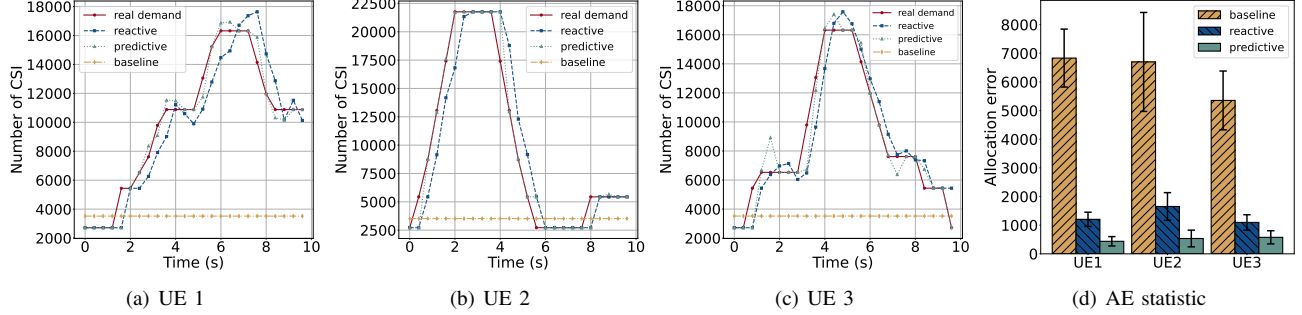 Number of CSI
18000
16000
14000
12000
10000
8000
6000
4000
2000
real demand
reactive
predictive
baseline
0 2 4 6 8 10
Time (s)
(a) UE 1
Number of CSI
22500
20000
17500
15000
12500
10000
7500
5000
2500
real demand
reactive
predictive
baseline
0 2 4 6 8 10
Time (s)
(b) UE 2
Number of CSI
18000
16000
14000
12000
10000
8000
6000
4000
2000
real demand
reactive
predictive
baseline
0 2 4 6 8 10
Time (s)
(c) UE 3
Allocation error
8000
7000
6000
5000
4000
3000
2000
1000
0
baseline
reactive
predictive
UE1 UE2 UE3
(d) AE statistic